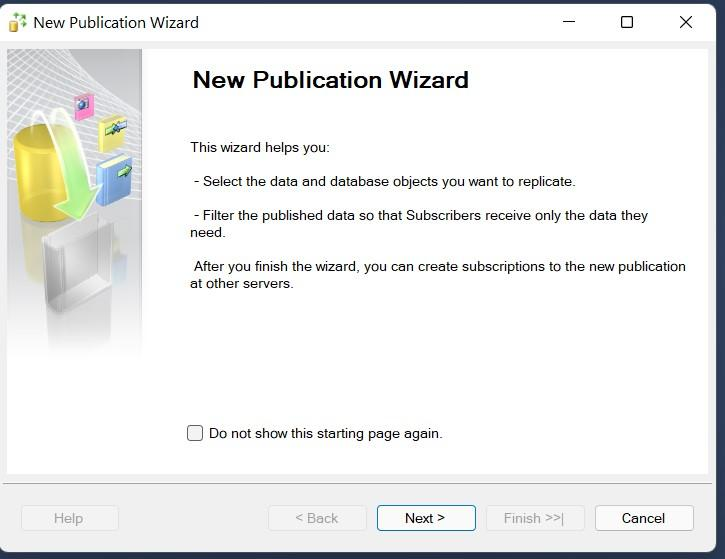 New Publication Wizard
New Publication Wizard
This wizard helps you:
- Select the data and database objects you want to replicate.
- Filter the published data so that Subscribers receive only the data they
need.
After you finish the wizard, you can create subscriptions to the new publication
at other servers.
Do not show this starting page again.
Help
< Back
Next >
Finish >>|
Cancel